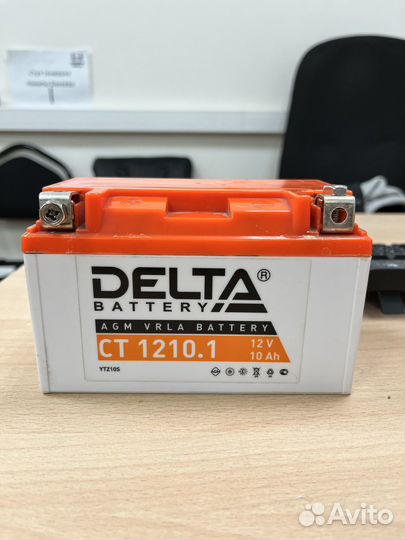 DELTA®
BATTERY
AGM VRLA BATTERY
CT 1210.1
12 V
10 Ah
YTZ10S
Avito